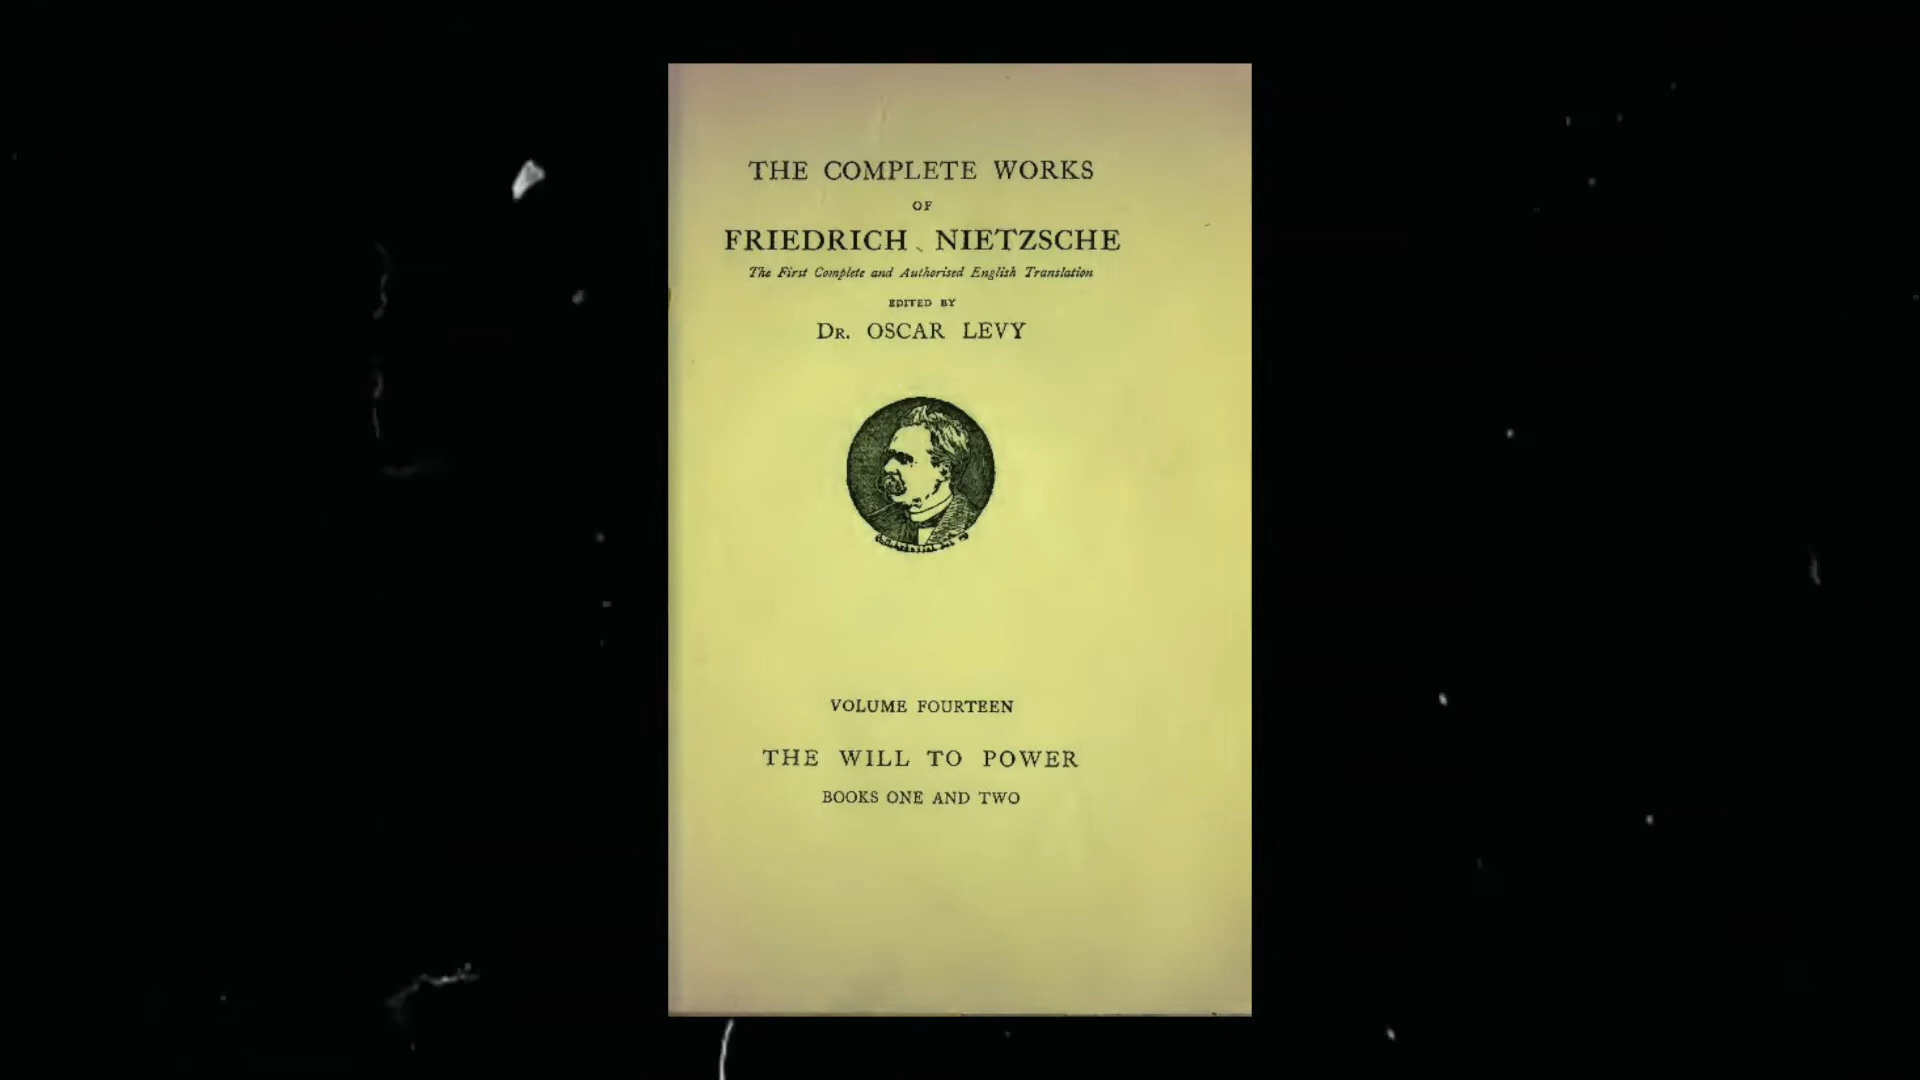 THE COMPLETE WORKS
OF
FRIEDRICH NIETZSCHE
The First Complete and Authorised English Translation
EDITED BY
DR. OSCAR LEVY
VOLUME FOURTEEN
THE WILL TO POWER
BOOKS ONE AND TWO